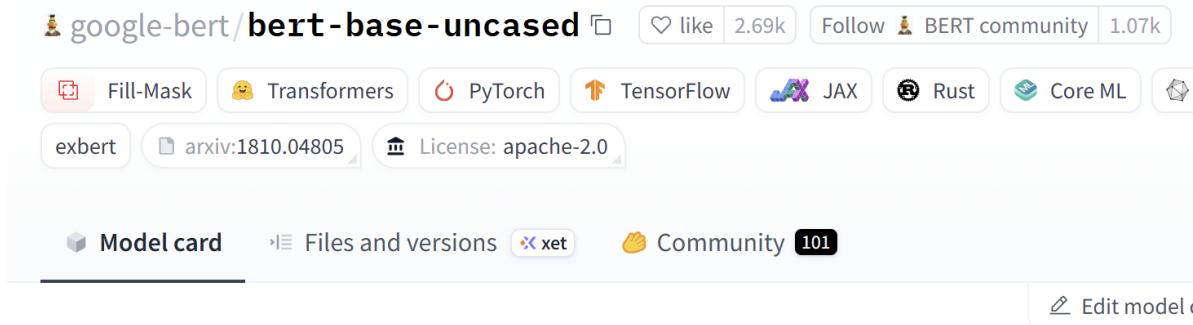 google-bert/bert-base-uncased like 2.69k Follow BERT community 1.07k
Fill-Mask Transformers PyTorch TensorFlow JAX Rust Core ML
exbert arxiv:1810.04805 License: apache-2.0
Model card Files and versions xet Community 101
Edit model